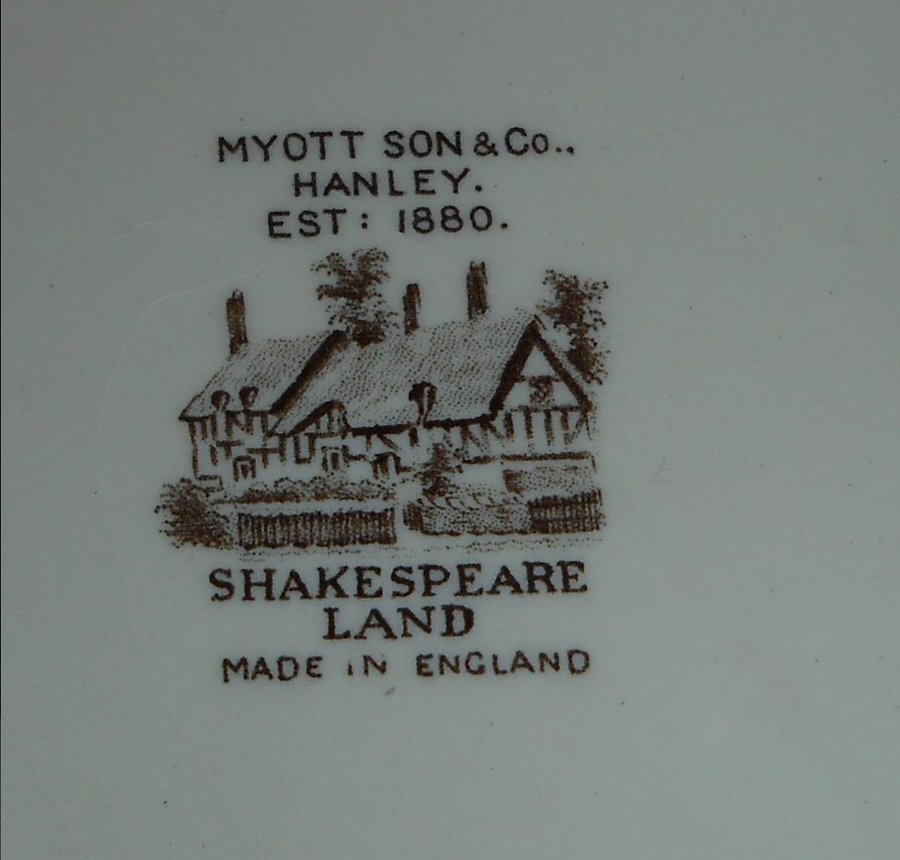 MYOTT SON & Co.,
HANLEY.
EST: 1880.
SHAKESPEARE
LAND
MADE IN ENGLAND